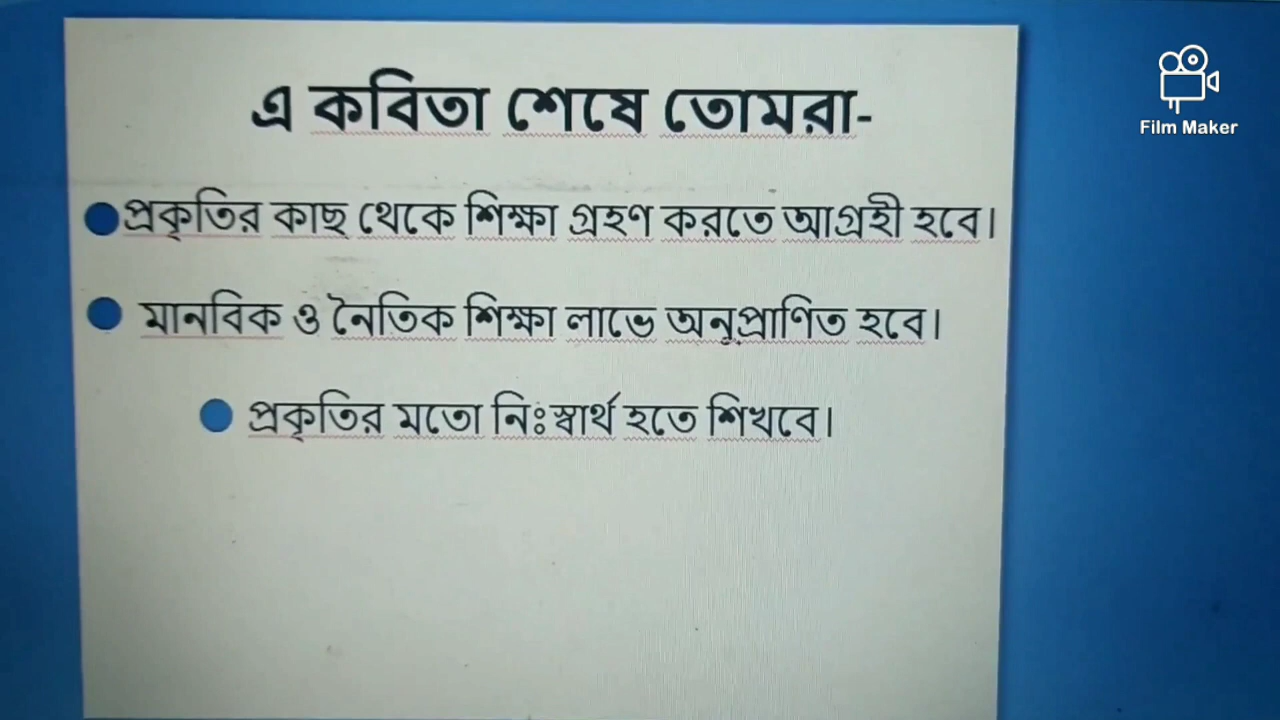 এ কবিতা শেষে তোমরা-
প্রকৃতির কাছ থেকে শিক্ষা গ্রহণ করতে আগ্রহী হবে।
মানবিক ও নৈতিক শিক্ষা লাভে অনুপ্রাণিত হবে।
প্রকৃতির মতো নিঃস্বার্থ হতে শিখবে।
Film Maker